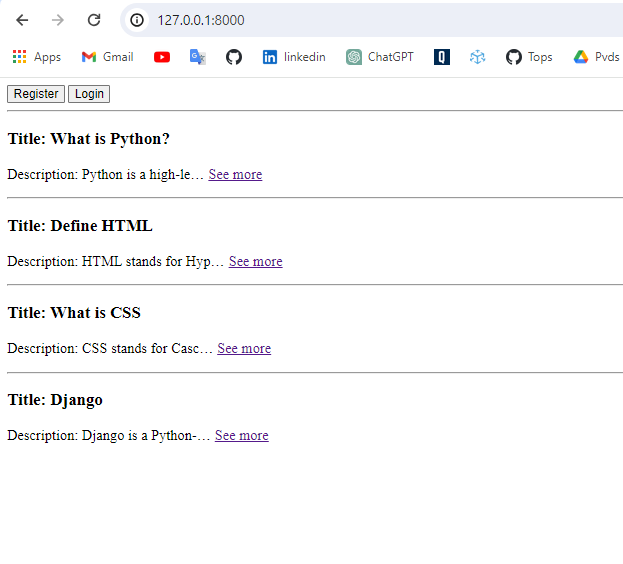 127.0.0.1:8000
Apps Gmail linkedin ChatGPT Q Tops Pvds
Register Login
Title: What is Python?
Description: Python is a high-le… See more
Title: Define HTML
Description: HTML stands for Hyp… See more
Title: What is CSS
Description: CSS stands for Casc… See more
Title: Django
Description: Django is a Python-… See more